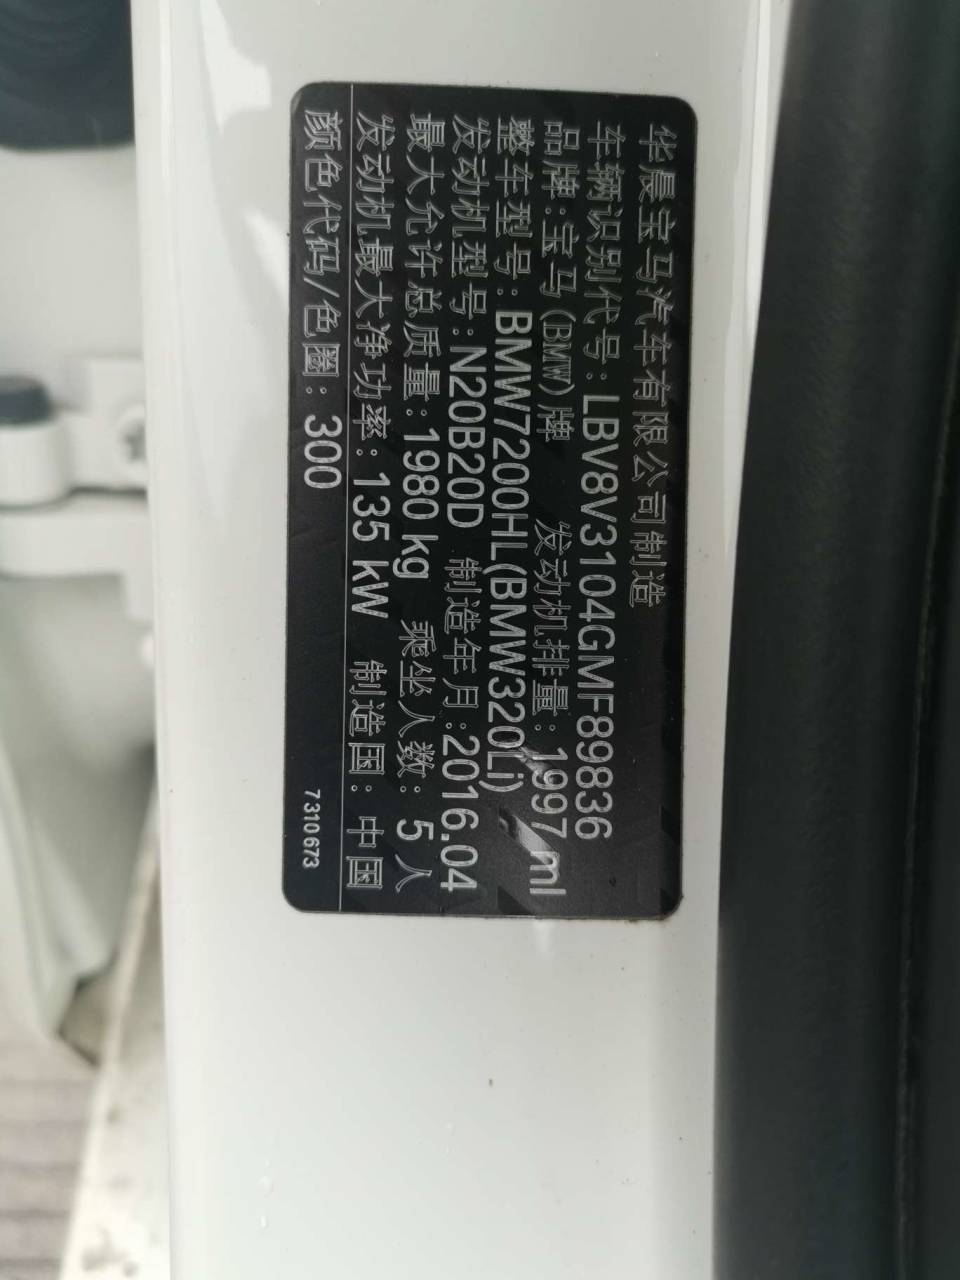 华晨宝马汽车有限公司制造
车辆识别代号:LBV8V3104GMF89836
品牌:宝马(BMW)牌 发动机排量:1997 ml
整车型号:BMW7200HL(BMW320Li)
发动机型号:N20B20D 制造年月:2016.04
最大允许总质量:1980 kg 乘坐人数: 5 人
发动机最大净功率:135 kW 制造国: 中国
颜色代码/色圈: 300 7310673